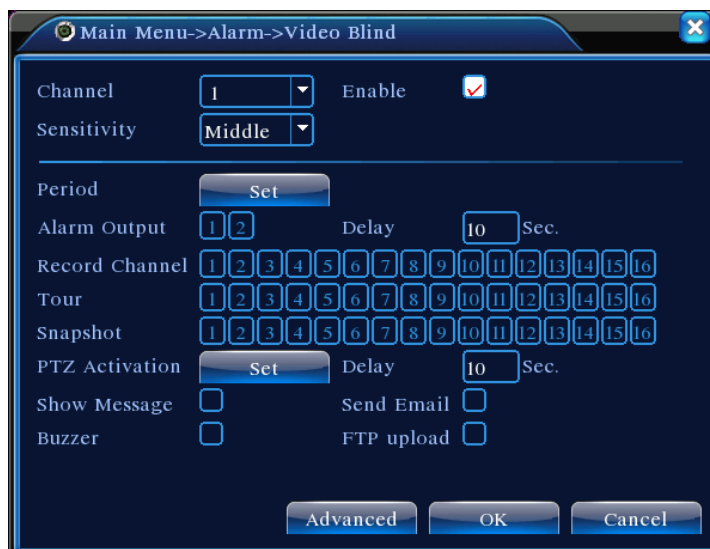 Main Menu->Alarm->Video Blind
Channel 1 Enable
Sensitivity Middle
Period Set
Alarm Output 1 2 Delay 10 Sec.
Record Channel 1 2 3 4 5 6 7 8 9 10 11 12 13 14 15 16
Tour 1 2 3 4 5 6 7 8 9 10 11 12 13 14 15 16
Snapshot 1 2 3 4 5 6 7 8 9 10 11 12 13 14 15 16
PTZ Activation Set Delay 10 Sec.
Show Message Send Email
Buzzer FTP upload
Advanced OK Cancel